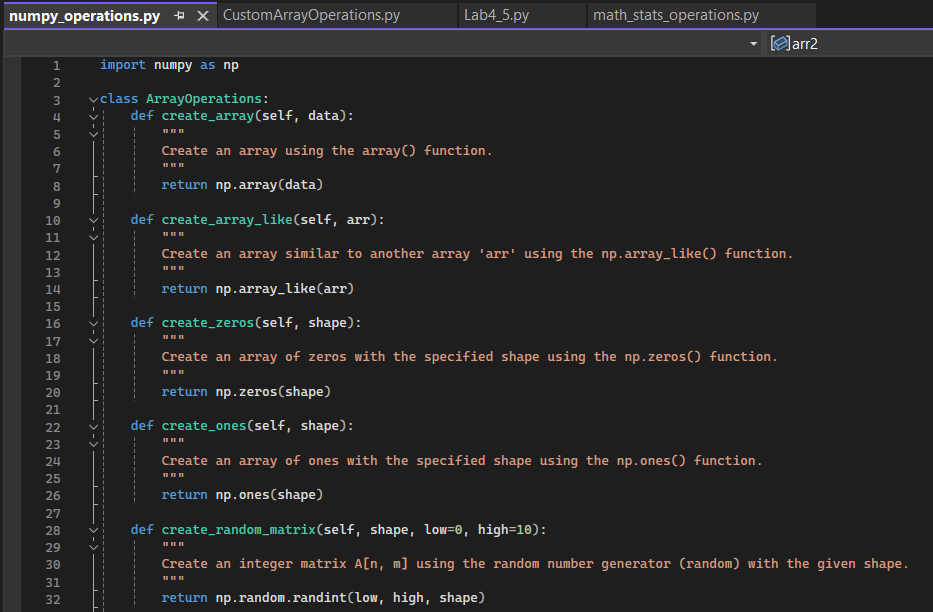 numpy_operations.py
CustomArrayOperations.py
Lab4_5.py
math_stats_operations.py
arr2
1 import numpy as np
2
3 class ArrayOperations:
4 def create_array(self, data):
5 """
6 Create an array using the array() function.
7 """
8 return np.array(data)
9
10 def create_array_like(self, arr):
11 """
12 Create an array similar to another array 'arr' using the np.array_like() function.
13 """
14 return np.array_like(arr)
15
16 def create_zeros(self, shape):
17 """
18 Create an array of zeros with the specified shape using the np.zeros() function.
19 """
20 return np.zeros(shape)
21
22 def create_ones(self, shape):
23 """
24 Create an array of ones with the specified shape using the np.ones() function.
25 """
26 return np.ones(shape)
27
28 def create_random_matrix(self, shape, low=0, high=10):
29 """
30 Create an integer matrix A[n, m] using the random number generator (random) with the given shape.
31 """
32 return np.random.randint(low, high, shape)